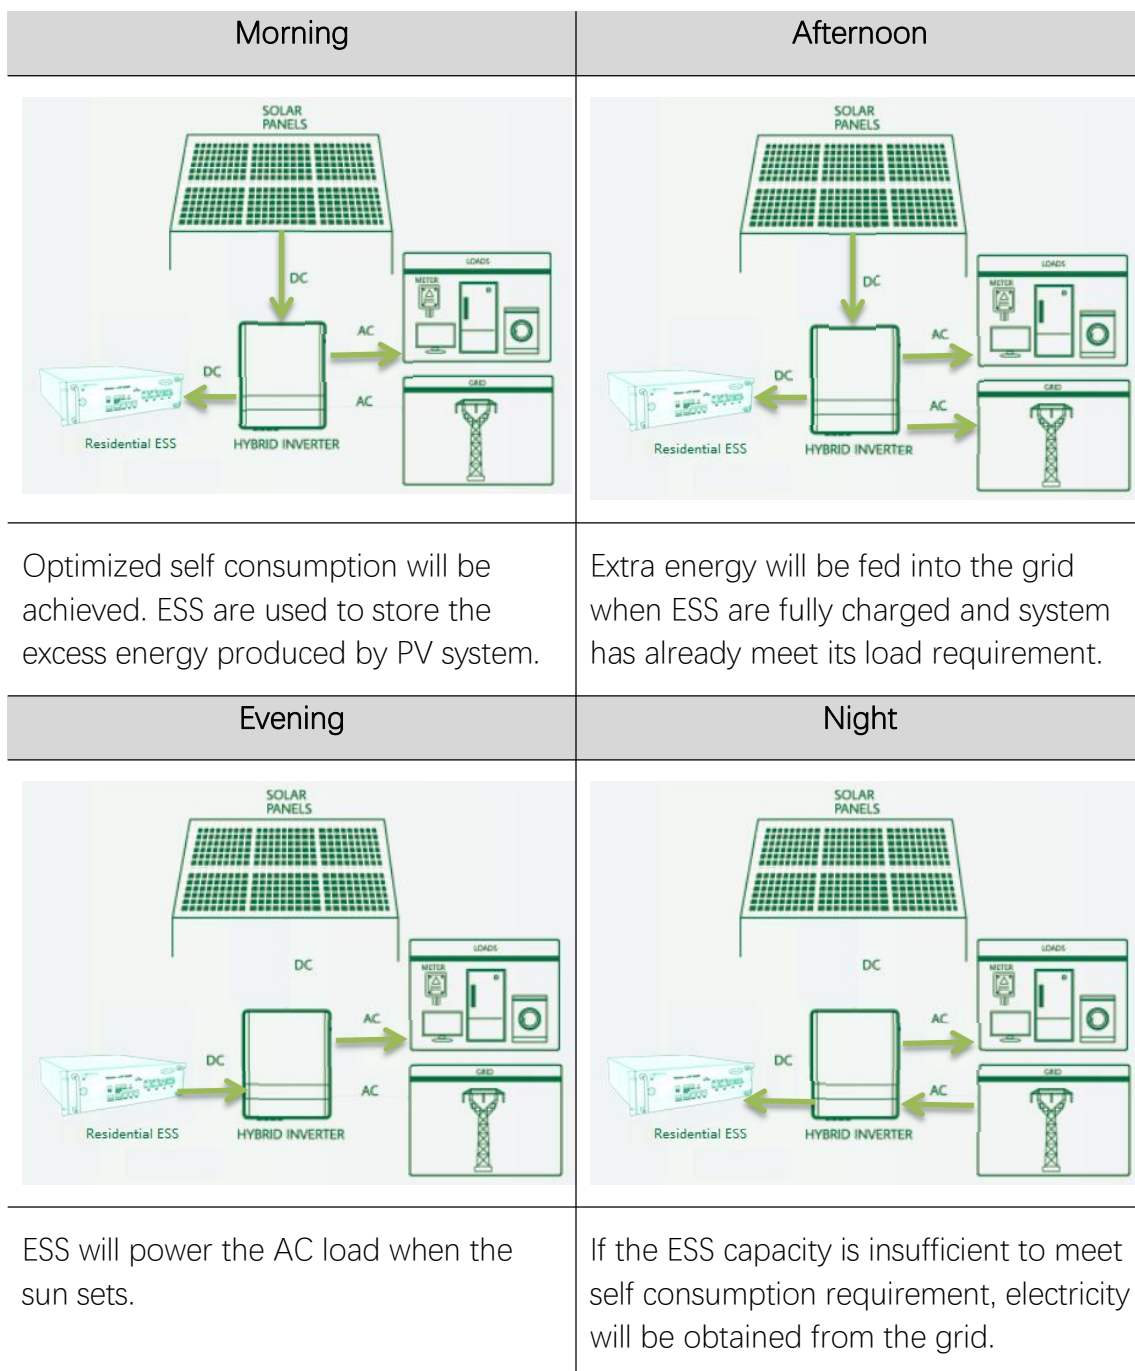 Morning
Afternoon
SOLAR
PANELS
DC
LOADS
METER
AC
DC
AC
GRID
Residential ESS
HYBRID INVERTER
SOLAR
PANELS
DC
LOADS
METER
AC
DC
AC
GRID
Residential ESS
HYBRID INVERTER
Optimized self consumption will be
achieved. ESS are used to store the
excess energy produced by PV system.
Extra energy will be fed into the grid
when ESS are fully charged and system
has already meet its load requirement.
Evening
Night
SOLAR
PANELS
DC
LOADS
METER
AC
DC
AC
GRID
Residential ESS
HYBRID INVERTER
SOLAR
PANELS
DC
LOADS
METER
AC
DC
AC
GRID
Residential ESS
HYBRID INVERTER
ESS will power the AC load when the
sun sets.
If the ESS capacity is insufficient to meet
self consumption requirement, electricity
will be obtained from the grid.